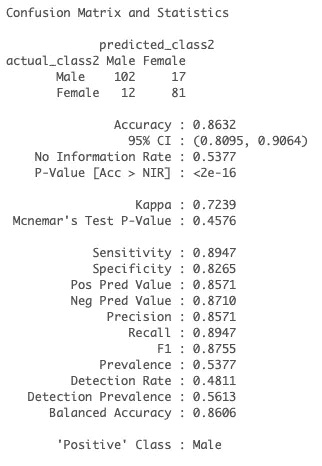 Confusion Matrix and Statistics
predicted_class2
actual_class2 Male Female
Male 102 17
Female 12 81
Accuracy : 0.8632
95% CI : (0.8095, 0.9064)
No Information Rate : 0.5377
P-Value [Acc > NIR] : <2e-16
Kappa : 0.7239
Mcnemar's Test P-Value : 0.4576
Sensitivity : 0.8947
Specificity : 0.8265
Pos Pred Value : 0.8571
Neg Pred Value : 0.8710
Precision : 0.8571
Recall : 0.8947
F1 : 0.8755
Prevalence : 0.5377
Detection Rate : 0.4811
Detection Prevalence : 0.5613
Balanced Accuracy : 0.8606
'Positive' Class : Male